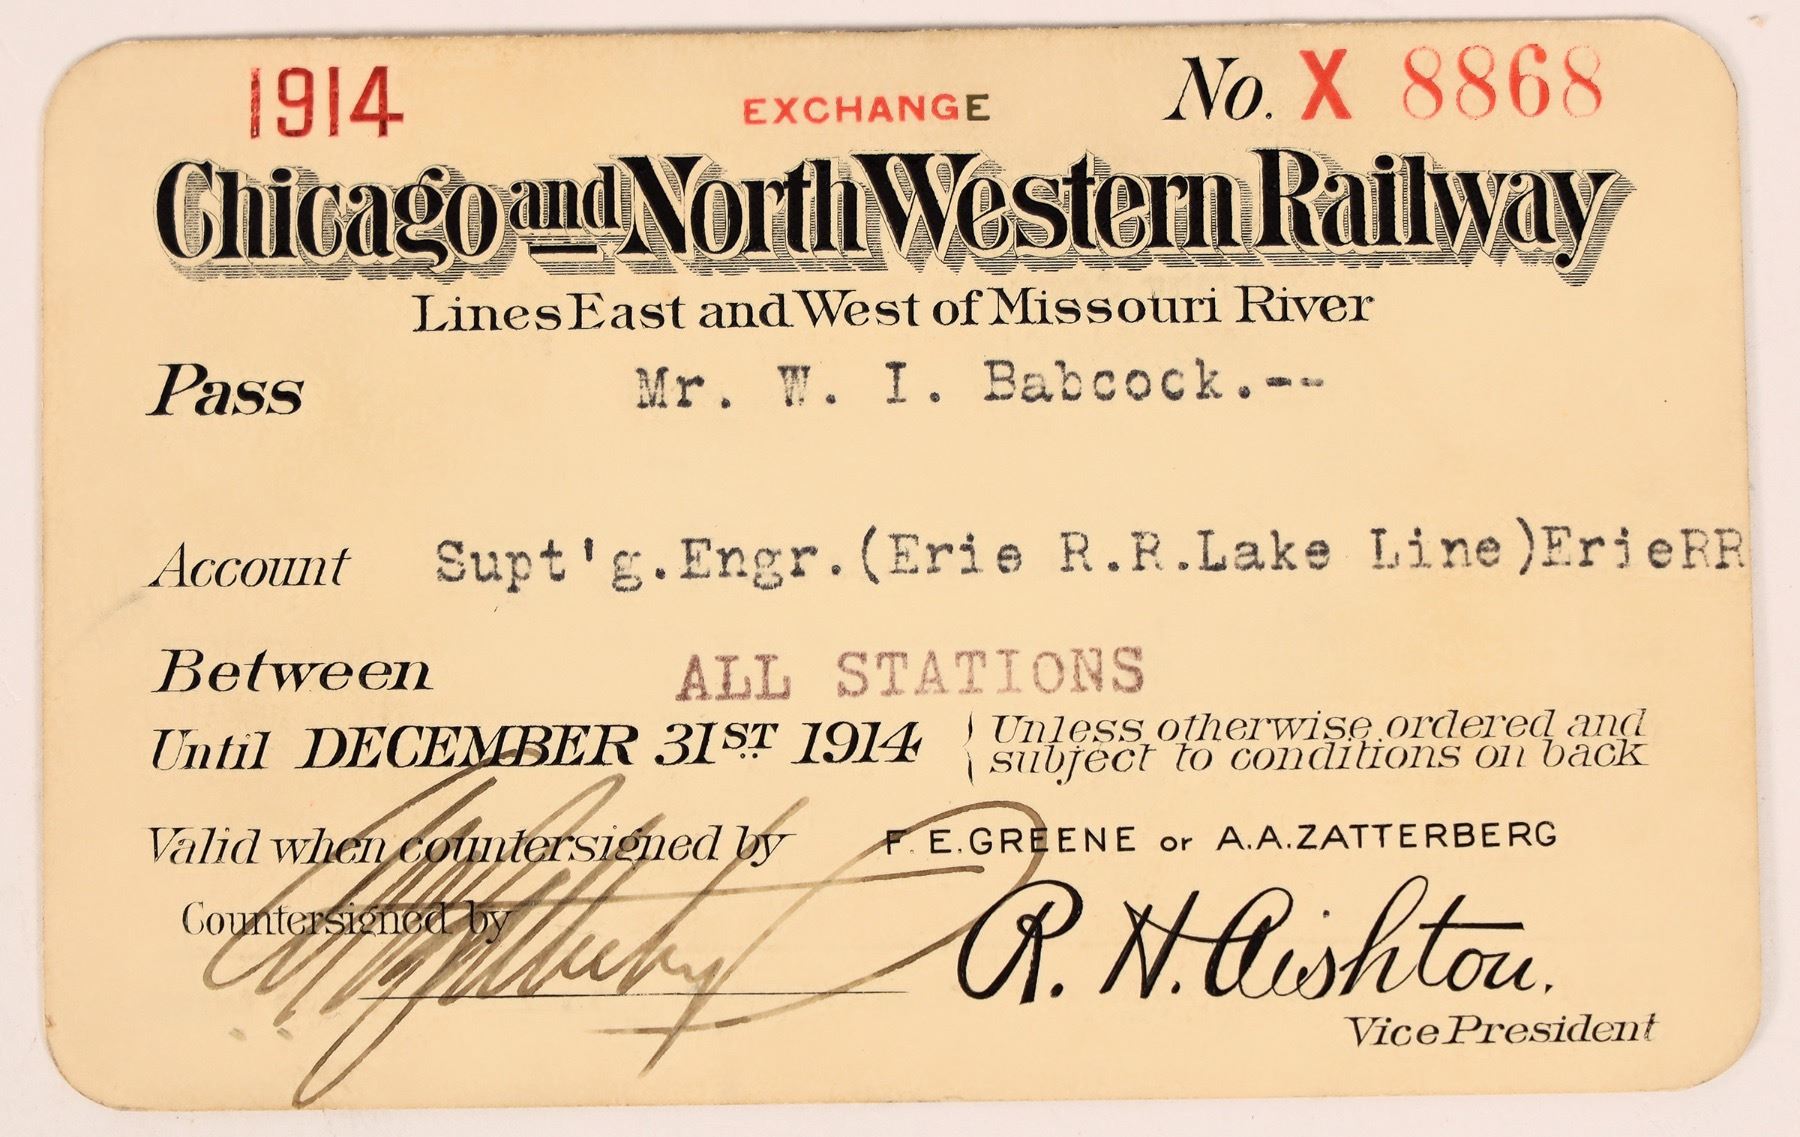 1914 EXCHANGE No. X 8868
Chicago and North Western Railway
Lines East and West of Missouri River
Pass Mr. W. I. Babcock.--
Account Supt'g.Engr.(Erie R.R.Lake Line)ErieRR
Between ALL STATIONS
Until DECEMBER 31ST 1914 { Unless otherwise ordered and
subject to conditions on back
Valid when countersigned by F. E. GREENE or A.A. ZATTERBERG
Countersigned by
R. H. Aishton.
Vice President